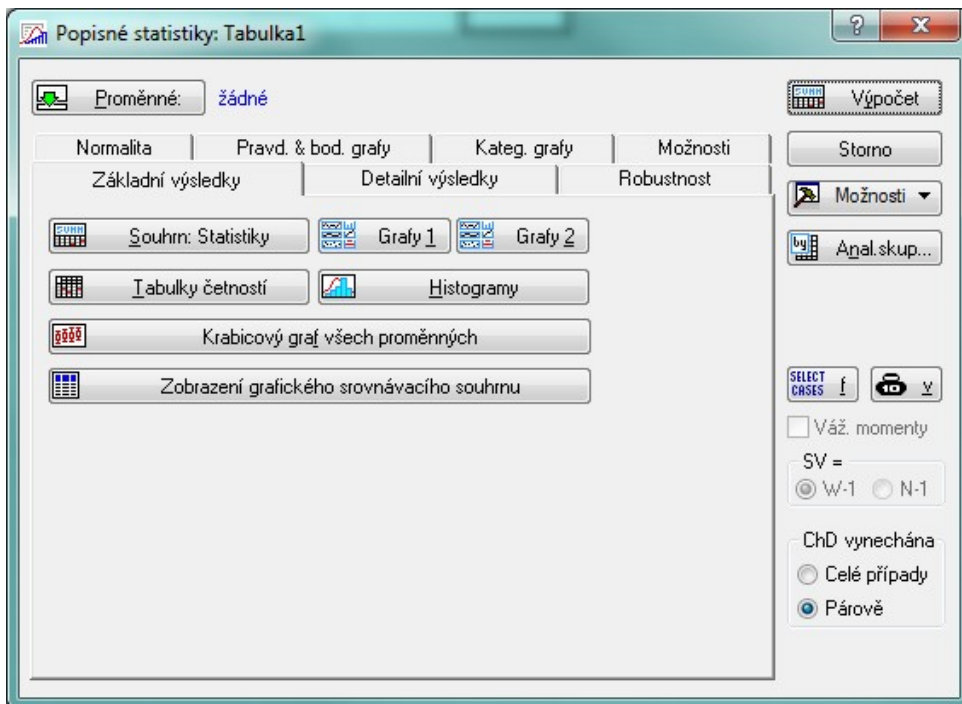 Popisné statistiky: Tabulka1
Proměnné: žádné
Výpočet
Normalita Pravd. & bod. grafy Kateg. grafy Možnosti
Storno
Základní výsledky Detailní výsledky Robustnost
Možnosti
Souhrn: Statistiky Grafy 1 Grafy 2
by Anal.skup...
Tabulky četností Histogramy
Krabicový graf všech proměnných
Zobrazení grafického srovnávacího souhrnu
SELECT CASES f v
Váž. momenty
SV =
W-1 N-1
ChD vynechána
Celé případy
Párově